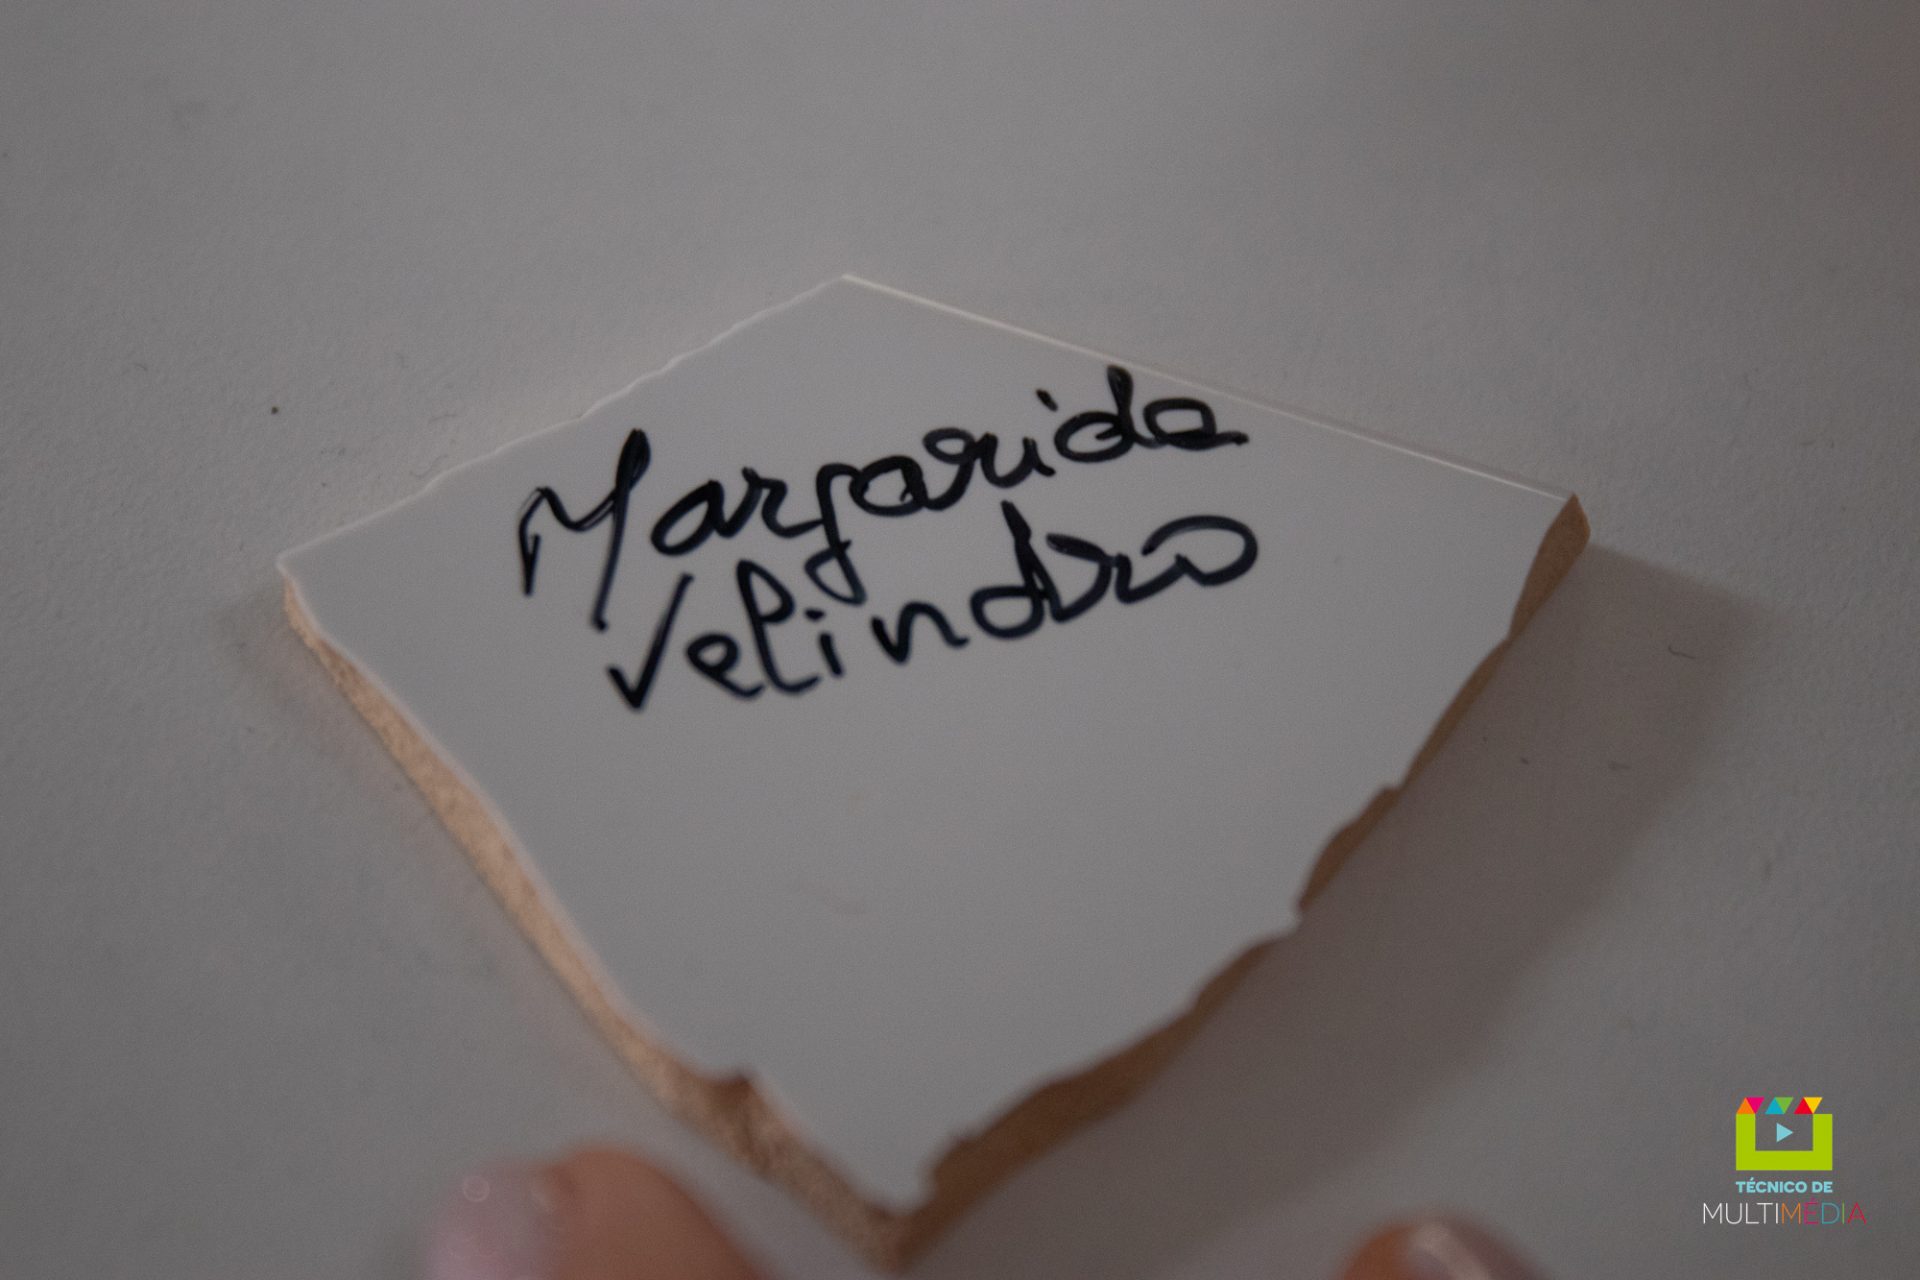 Margarida
Velindro
TÉCNICO DE
MULTIMÉDIA